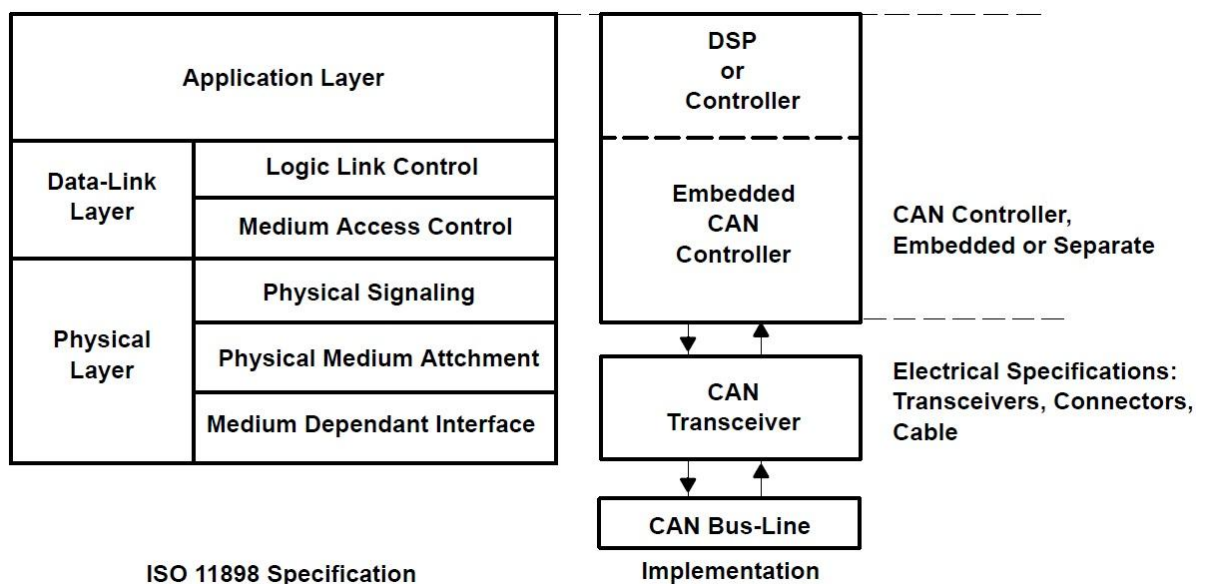 Application Layer
Data-Link
Layer
Logic Link Control
Medium Access Control
Physical
Layer
Physical Signaling
Physical Medium Attchment
Medium Dependant Interface
ISO 11898 Specification
DSP
or
Controller
Embedded
CAN
Controller
CAN
Transceiver
CAN Bus-Line
Implementation
CAN Controller,
Embedded or Separate
Electrical Specifications:
Transceivers, Connectors,
Cable